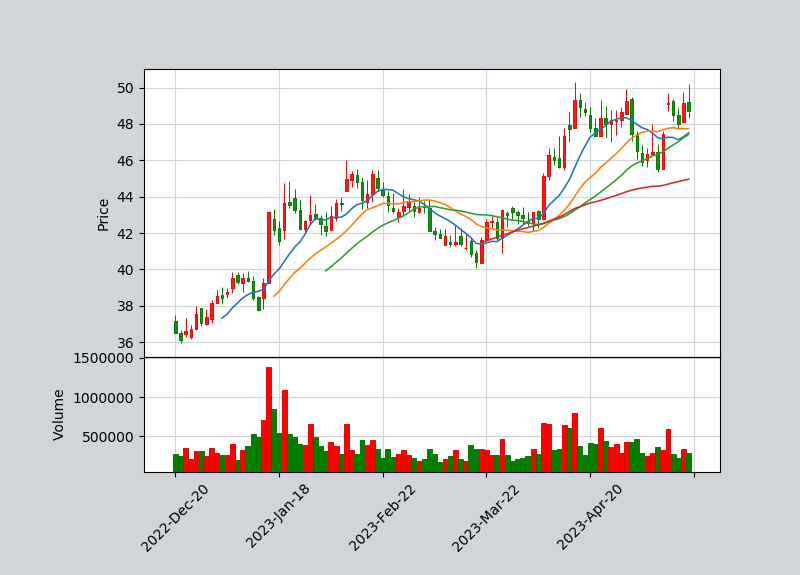 50
48
46
44
42
40
38
36
Price
1500000
1000000
500000
Volume
2022-Dec-20
2023-Jan-18
2023-Feb-22
2023-Mar-22
2023-Apr-20